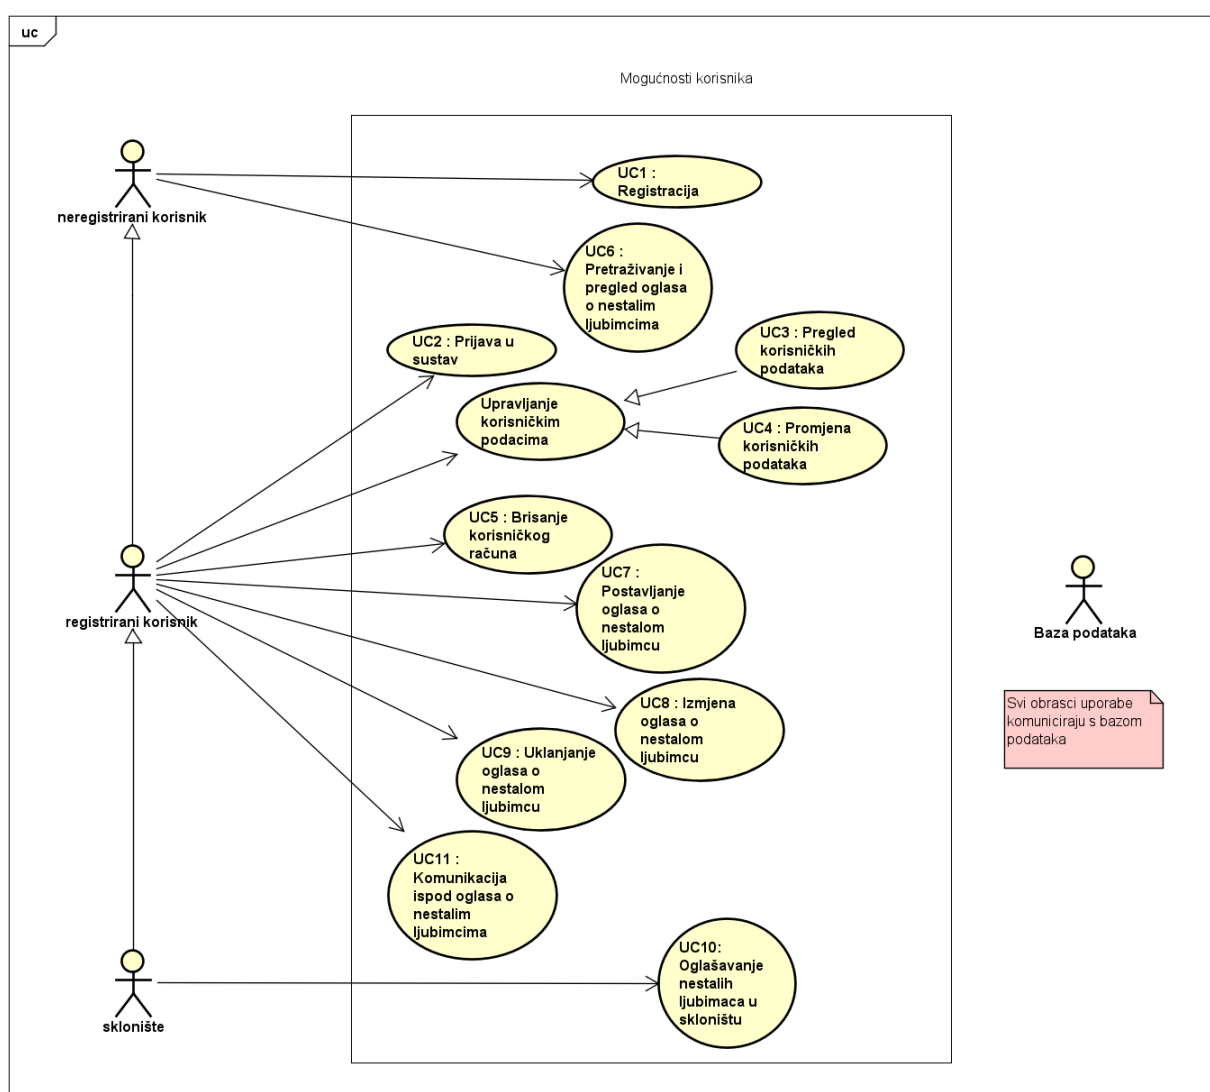 uc
Mogućnosti korisnika
neregistrirani korisnik
UC1 :
Registracija
UC6 :
Pretraživanje i
pregled oglasa
o nestalim
ljubimcima
UC2 : Prijava u
sustav
UC3 : Pregled
korisničkih
podataka
Upravljanje
korisničkim
podacima
UC4 : Promjena
korisničkih
podataka
UC5 : Brisanje
korisničkog
računa
registrirani korisnik
UC7 :
Postavljanje
oglasa o
nestalom
ljubimcu
Baza podataka
UC8 : Izmjena
oglasa o
nestalom
ljubimcu
Svi obrasci uporabe
komuniciraju s bazom
podataka
UC9 : Uklanjanje
oglasa o
nestalom
ljubimcu
UC11 :
Komunikacija
ispod oglasa o
nestalim
ljubimcima
UC10:
Oglašavanje
nestalih
ljubimaca u
skloništu
sklonište